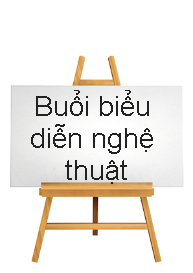 Buổi biểu
diễn nghệ
thuật